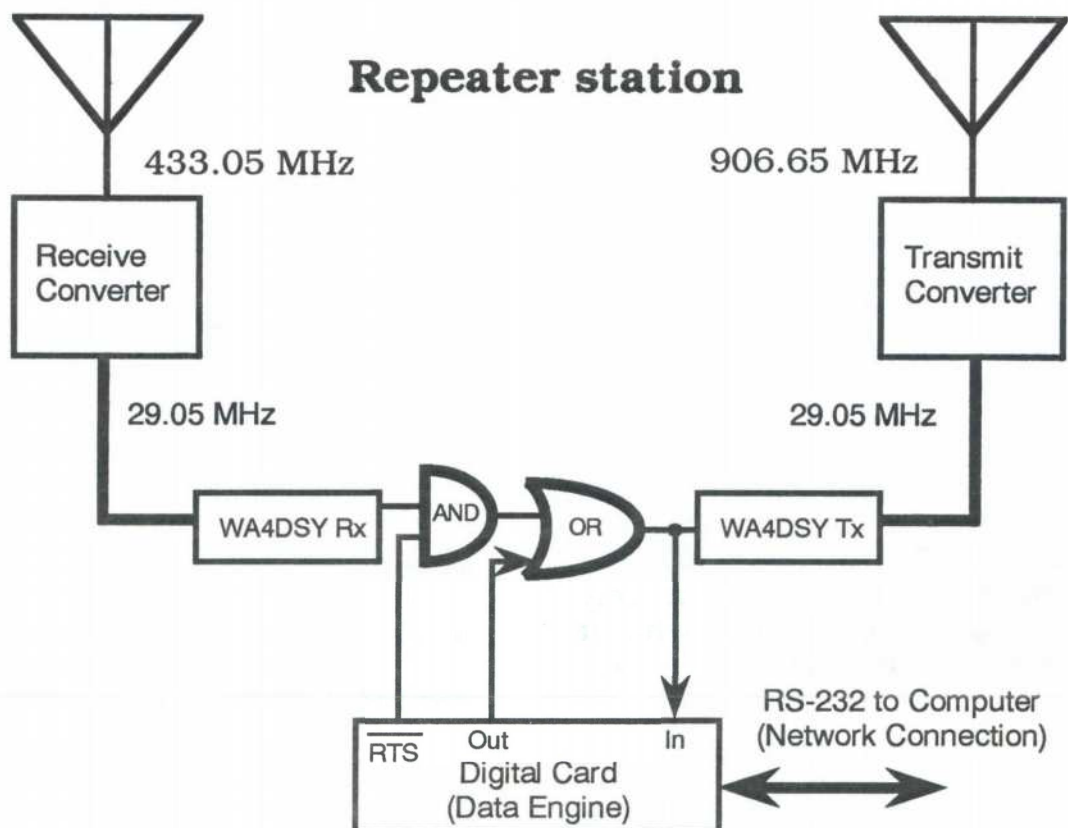 Repeater station
433.05 MHz
906.65 MHz
Receive
Converter
Transmit
Converter
29.05 MHz
29.05 MHz
WA4DSY Rx
AND
OR
WA4DSY Tx
RTS
Out
In
Digital Card
(Data Engine)
RS-232 to Computer
(Network Connection)